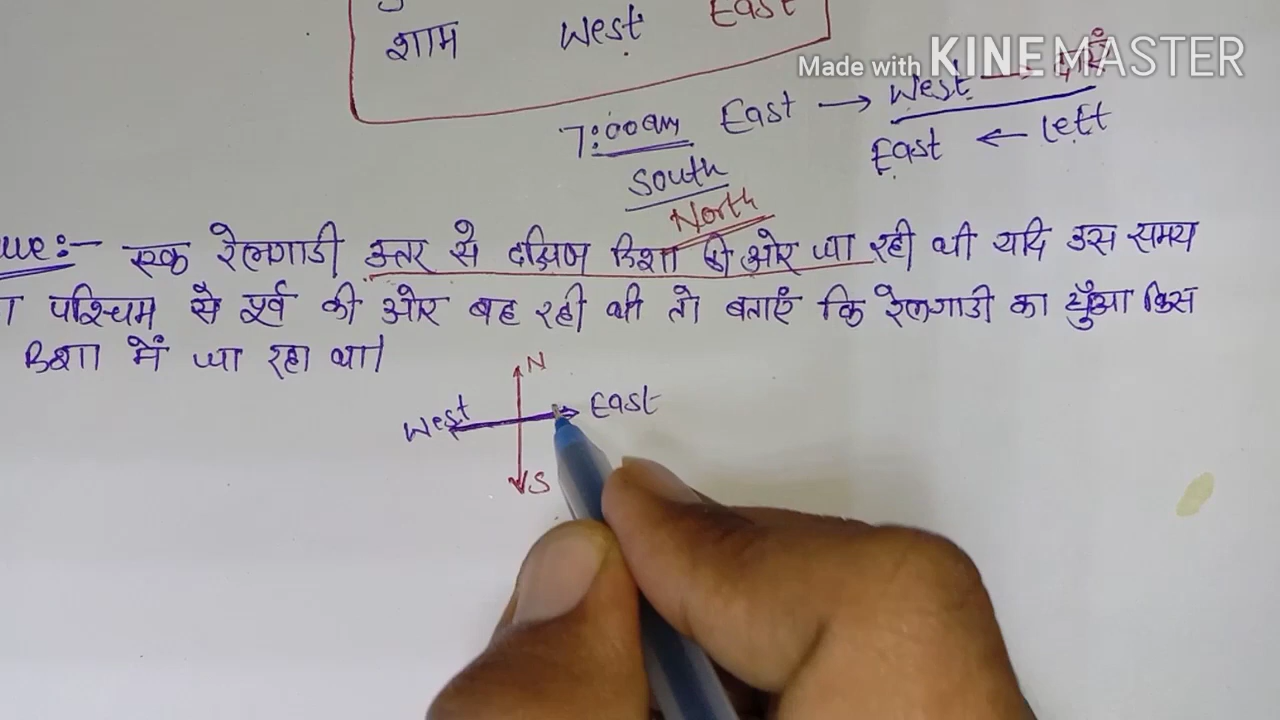 शाम West East
Made with KINEMASTER
7:00am East → West → दायें
South East ← Left
North
ue:- एक रेलगाडी उत्तर से दक्षिण दिशा की ओर जा रही थी यदि उस समय
पश्चिम से पूर्व की ओर बह रही थी तो बताएं कि रेलगाडी का धुँआ किस
दिशा में जा रहा था।
N
West East
S